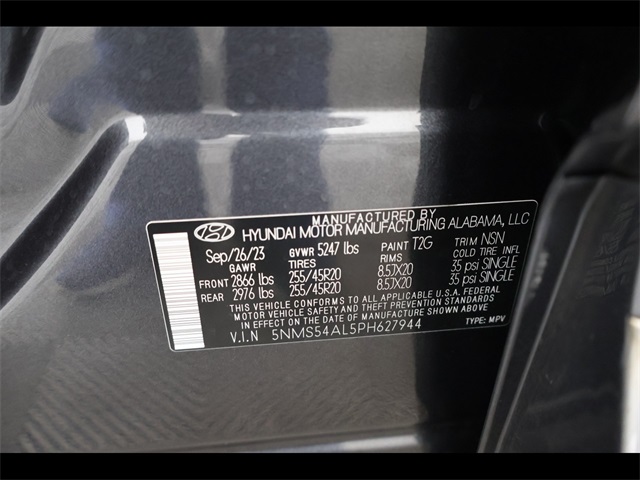 MANUFACTURED BY
HYUNDAI MOTOR MANUFACTURING ALABAMA, LLC
Sep/26/23 GVWR 5247 lbs PAINT T2G TRIM NSN
GAWR TIRES RIMS COLD TIRE INFL
FRONT 2866 lbs 255/45R20 8.57X20 35 psi SINGLE
REAR 2976 lbs 255/45R20 8.57X20 35 psi SINGLE
THIS VEHICLE CONFORMS TO ALL APPLICABLE U.S.A FEDERAL
MOTOR VEHICLE SAFETY AND THEFT PREVENTION STANDARDS
IN EFFECT ON THE DATE OF MANUFACTURE SHOWN ABOVE.
V.I.N 5NMS54AL5PH627944 TYPE: MPV